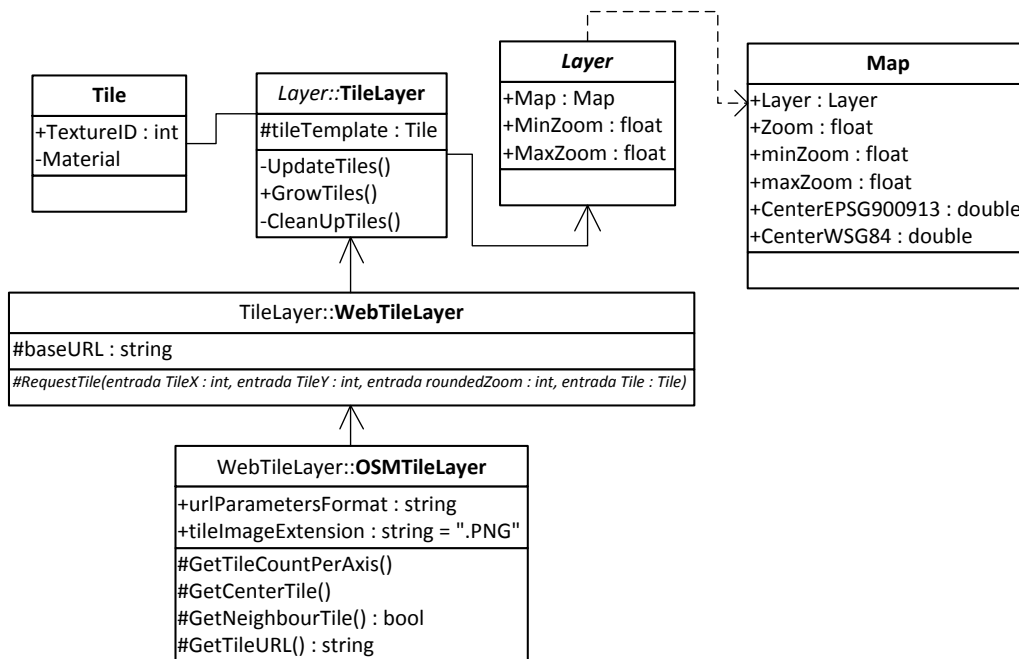 Tile
+TextureID : int
-Material
Layer::TileLayer
#tileTemplate : Tile
-UpdateTiles()
+GrowTiles()
-CleanUpTiles()
Layer
+Map : Map
+MinZoom : float
+MaxZoom : float
Map
+Layer : Layer
+Zoom : float
+minZoom : float
+maxZoom : float
+CenterEPSG900913 : double
+CenterWSG84 : double
TileLayer::WebTileLayer
#baseURL : string
#RequestTile(entrada TileX : int, entrada TileY : int, entrada roundedZoom : int, entrada Tile : Tile)
WebTileLayer::OSMTileLayer
+urlParametersFormat : string
+tileImageExtension : string = ".PNG"
#GetTileCountPerAxis()
#GetCenterTile()
#GetNeighbourTile() : bool
#GetTileURL() : string